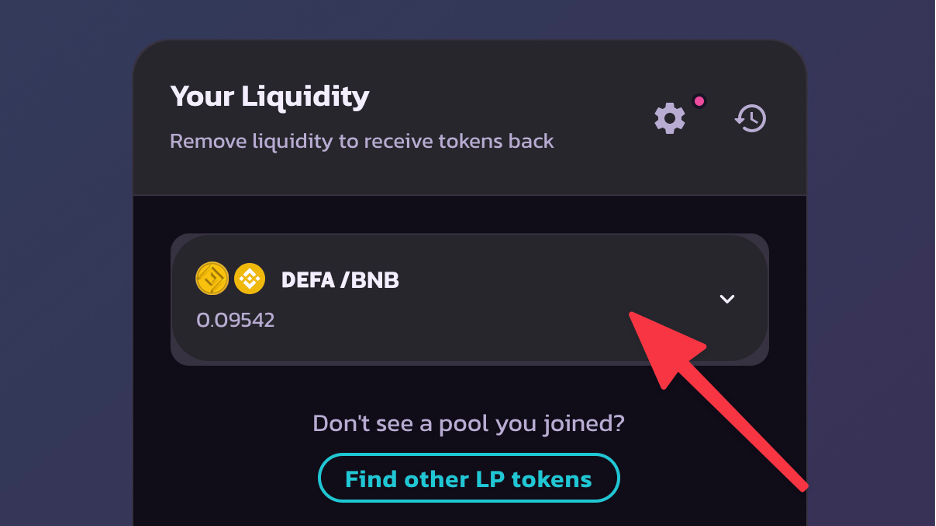 Your Liquidity
Remove liquidity to receive tokens back
DEFA /BNB
0.09542
Don't see a pool you joined?
Find other LP tokens